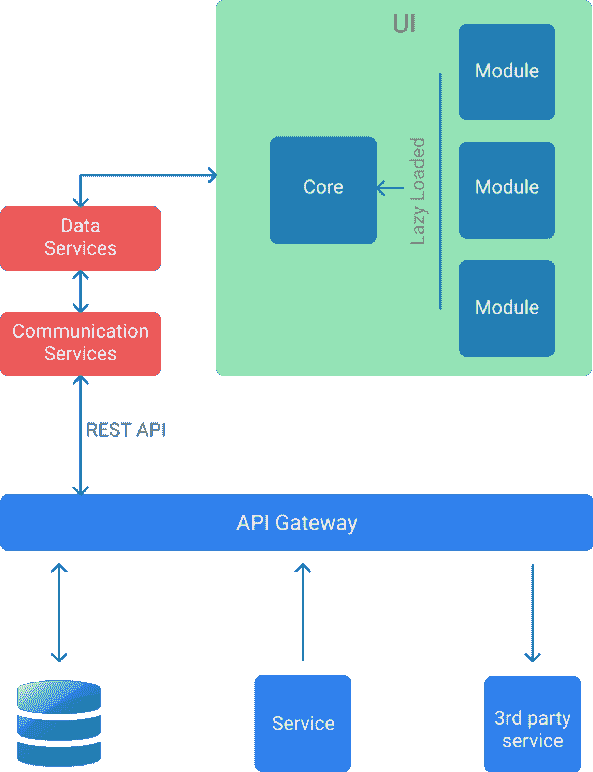 UI
Module
Core
Lazy Loaded
Module
Data
Services
Module
Communication
Services
REST API
API Gateway
Service
3rd party
service